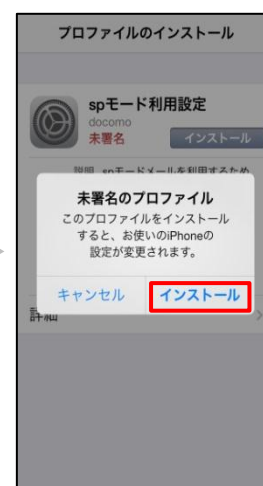 プロファイルのインストール
spモード利用設定
docomo
未署名
インストール
説明 spモードメールを利用するため
未署名のプロファイル
このプロファイルをインストール
すると、お使いのiPhoneの
設定が変更されます。
キャンセル
インストール
詳細